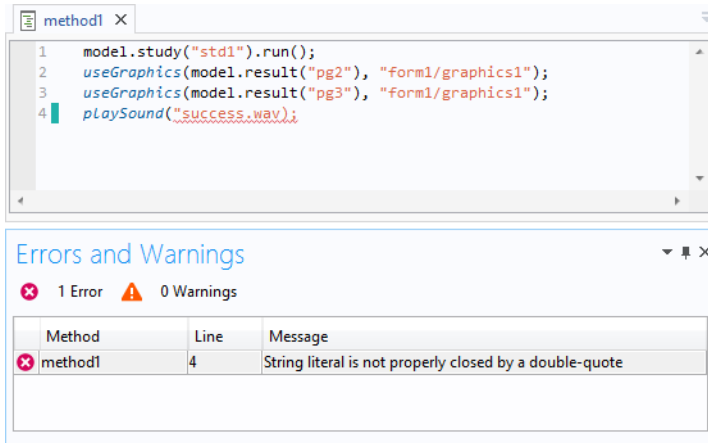 method1
1 model.study("std1").run();
2 useGraphics(model.result("pg2"), "form1/graphics1");
3 useGraphics(model.result("pg3"), "form1/graphics1");
4 playSound("success.wav);
Errors and Warnings
1 Error 0 Warnings
Method Line Message
method1 4 String literal is not properly closed by a double-quote